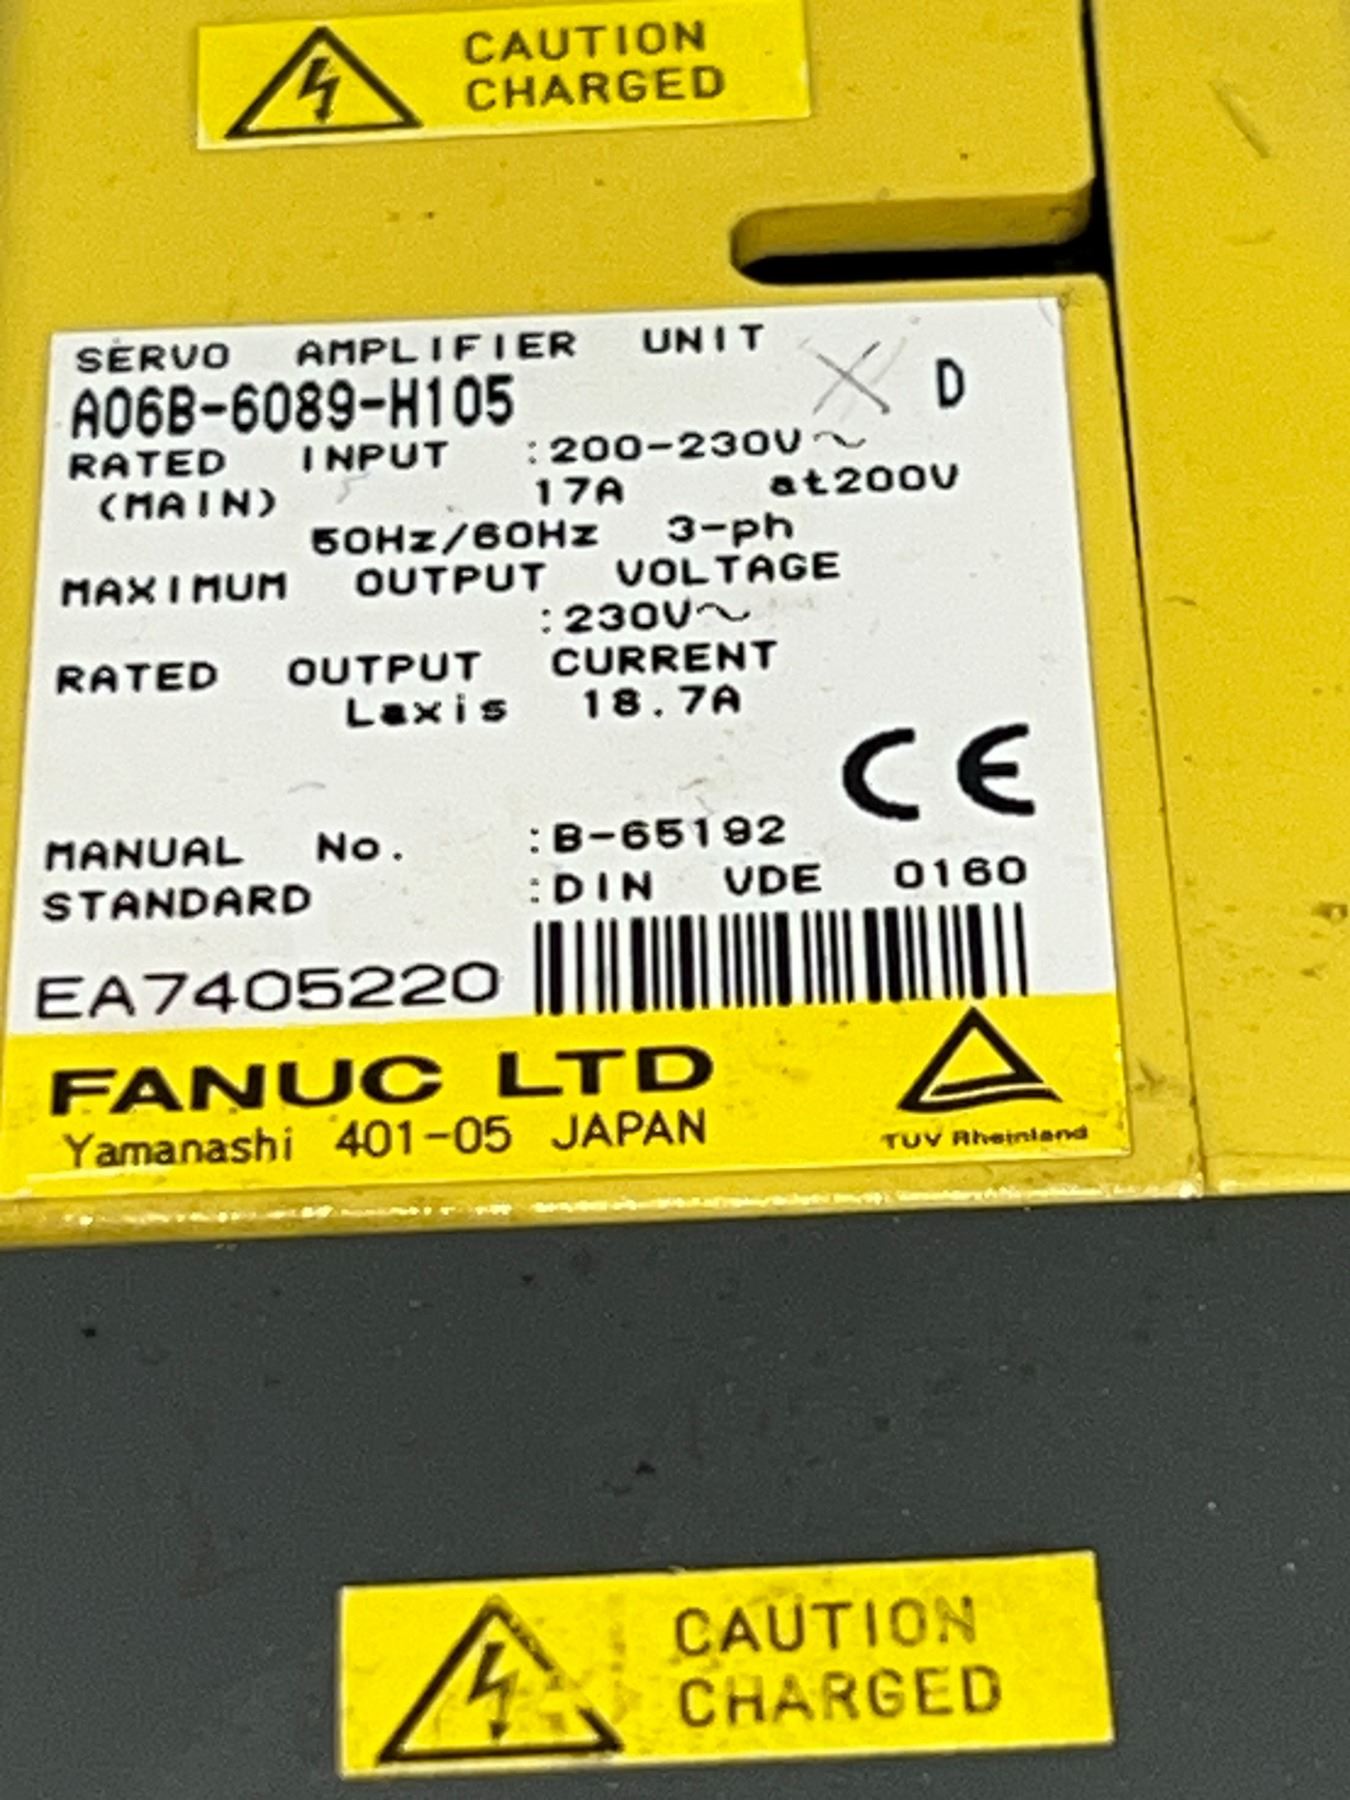 CAUTION
CHARGED
SERVO AMPLIFIER UNIT
A06B-6089-H105 D
RATED INPUT :200-230V～
(MAIN) 17A at200V
50Hz/60Hz 3-ph
MAXIMUM OUTPUT VOLTAGE
:230V～
RATED OUTPUT CURRENT
Laxis 18.7A
CE
MANUAL No. :B-65192
STANDARD :DIN VDE 0160
EA7405220
FANUC LTD
Yamanashi 401-05 JAPAN
TUV Rheinland
CAUTION
CHARGED